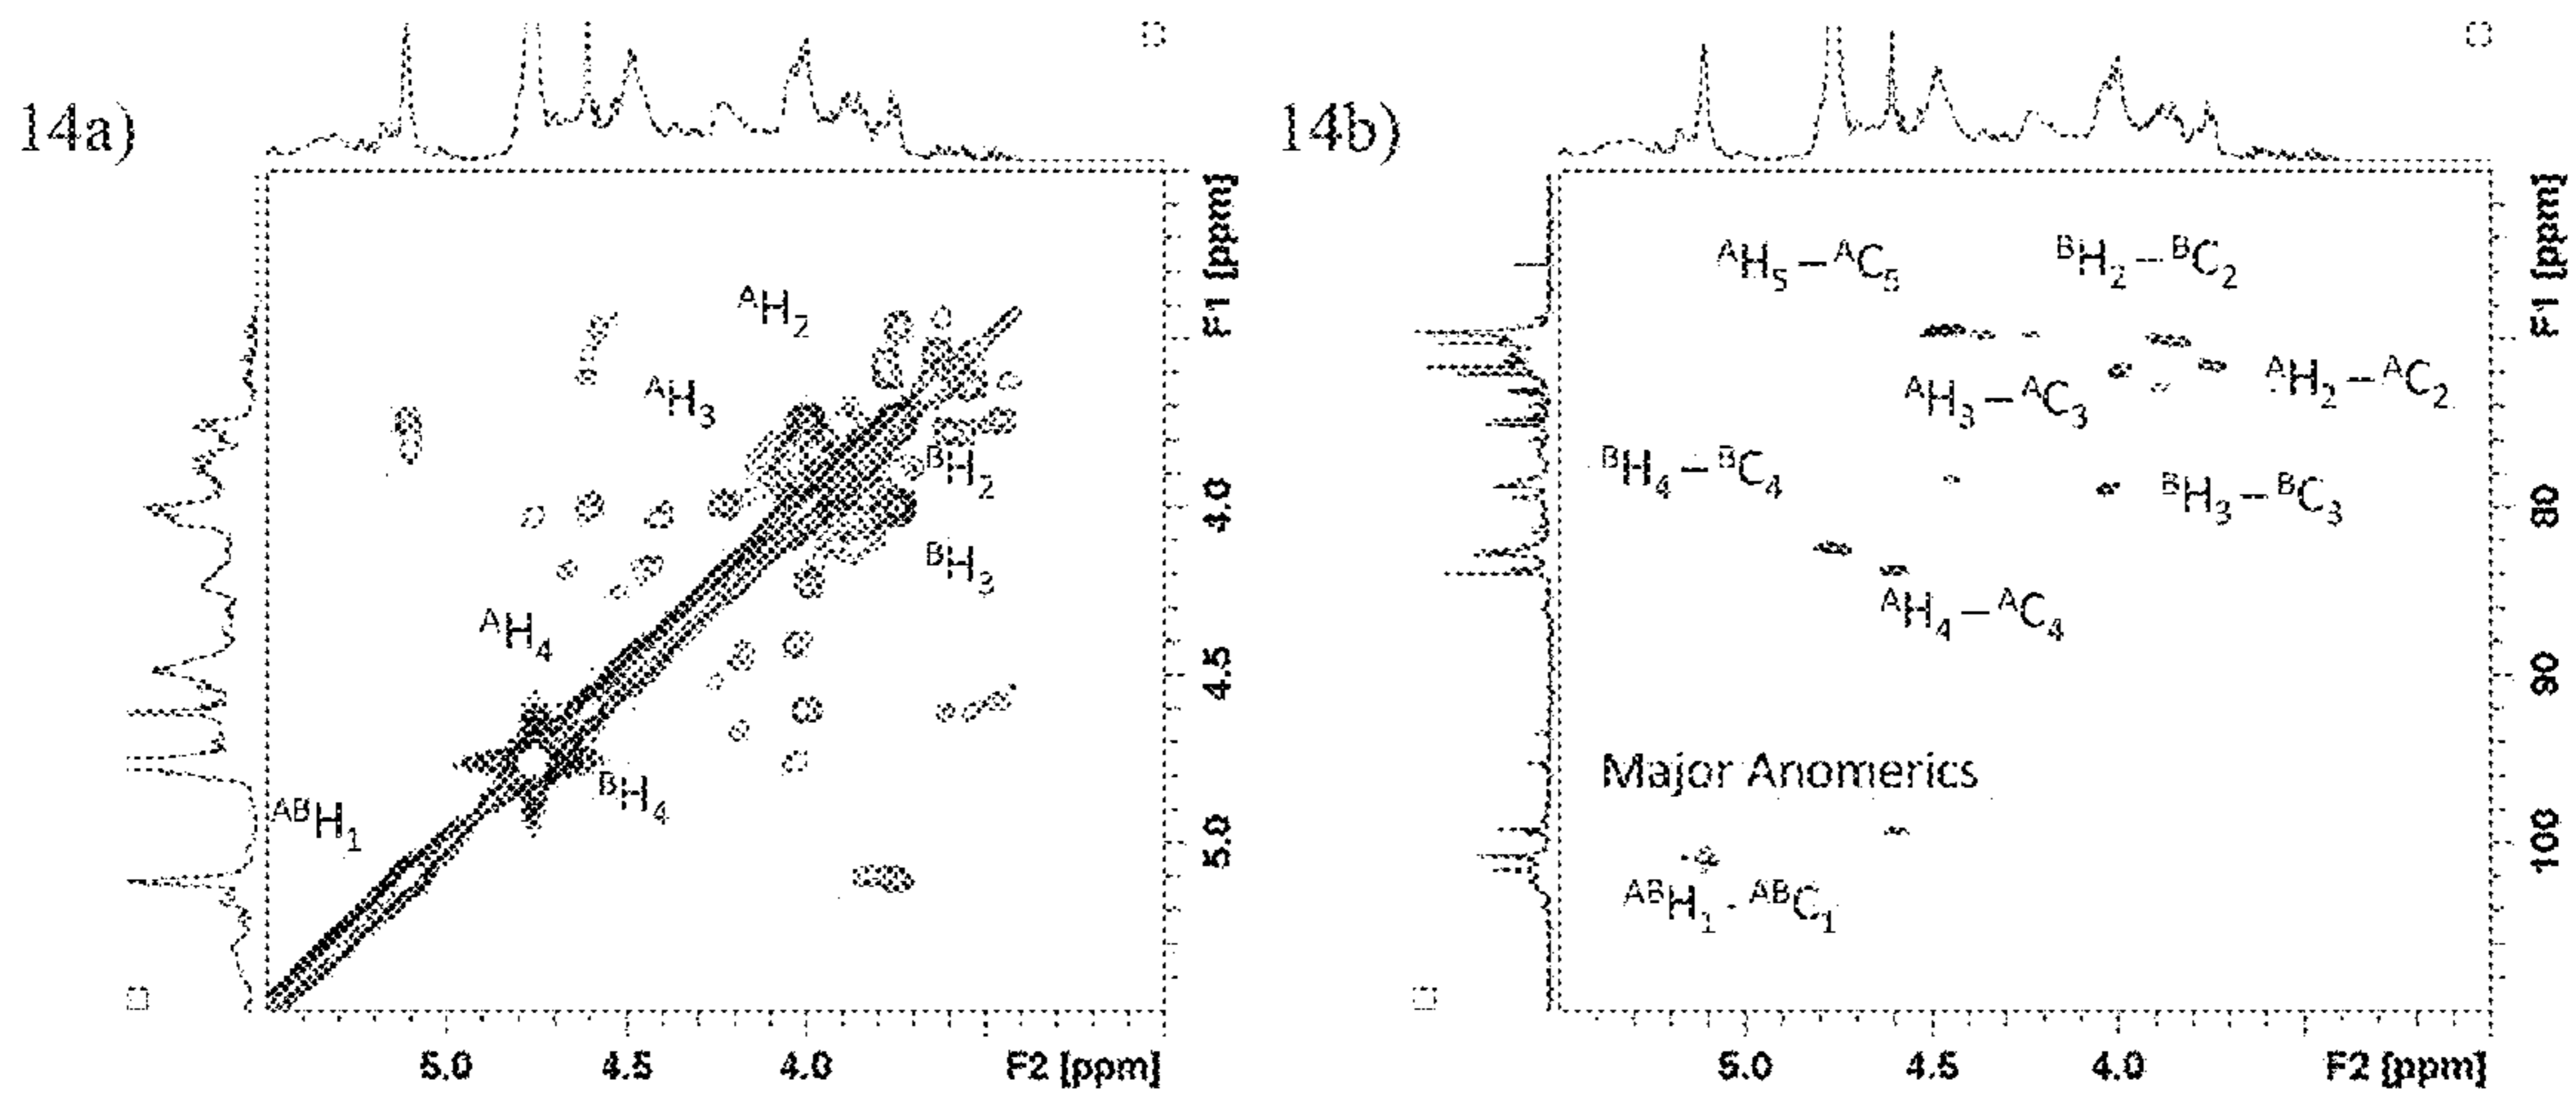 14a)
F1 [ppm]
ᴬH₂
ᴬH₃
ᴮH₂
4.0
ᴮH₃
ᴬH₄
4.5
ᴮH₄
ᴬᴮH₁
5.0
5.0 4.5 4.0 F2 [ppm]
14b)
F1 [ppm]
ᴬH₅ – ᴬC₅ ᴮH₂ – ᴮC₂
ᴬH₃ – ᴬC₃ ᴬH₂ – ᴬC₂
ᴮH₄ – ᴮC₄ ᴮH₃ – ᴮC₃
80
ᴬH₄ – ᴬC₄
90
Major Anomerics
100
ᴬᴮH₁ - ᴬᴮC₁
5.0 4.5 4.0 F2 [ppm]